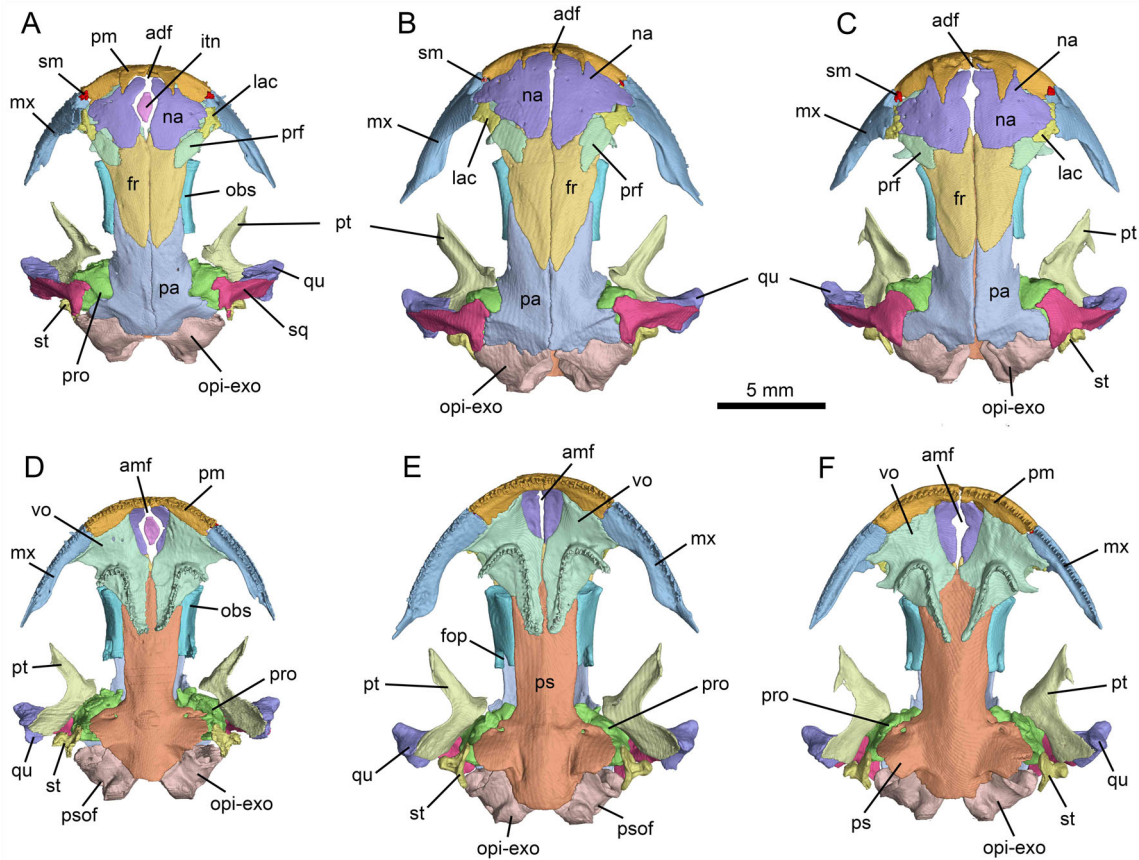 A
pm
adf
itn
sm
lac
mx
na
prf
fr
obs
pt
pa
qu
st
sq
pro
opi-exo
B
adf
na
sm
na
mx
lac
prf
fr
qu
pa
opi-exo
5 mm
C
adf
na
sm
na
mx
lac
prf
fr
pt
qu
pa
st
opi-exo
D
amf
pm
vo
mx
obs
pt
pro
qu
st
psof
opi-exo
E
amf
vo
mx
fop
pt
ps
pro
qu
st
psof
opi-exo
F
amf
vo
pm
mx
pt
pro
qu
ps
st
opi-exo